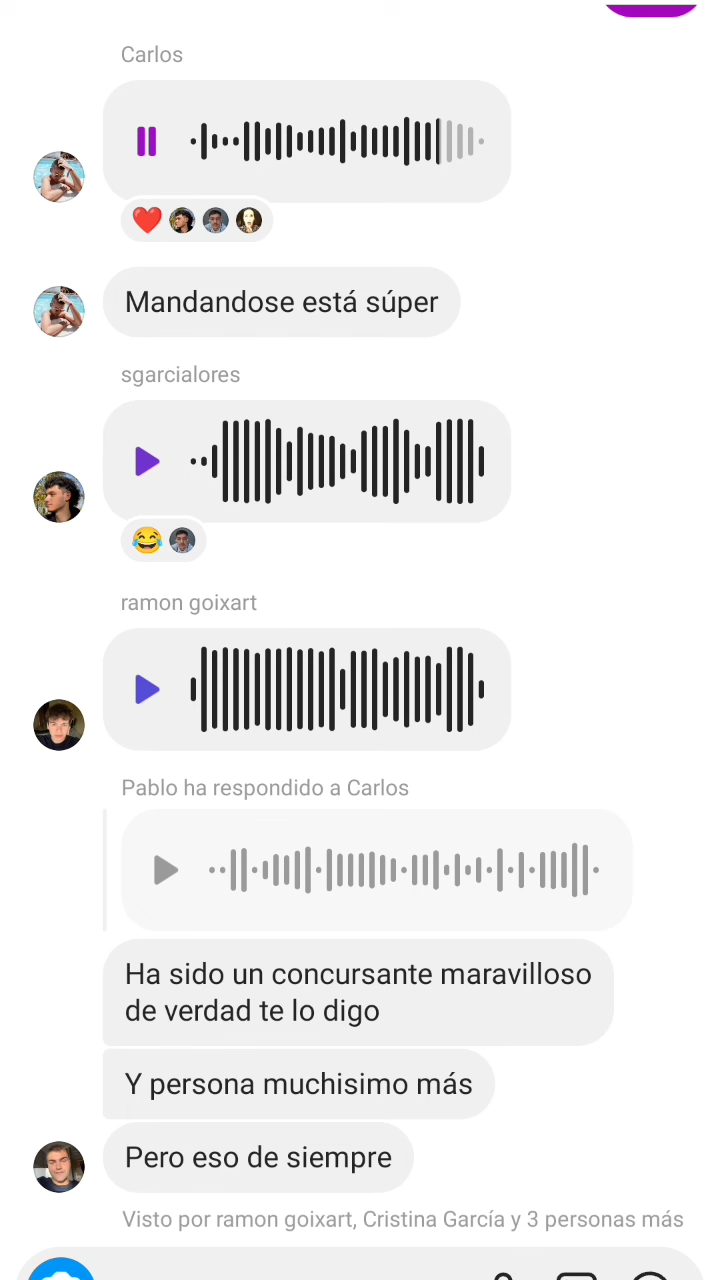 Carlos
Mandandose está súper
sgarcialores
ramon goixart
Pablo ha respondido a Carlos
Ha sido un concursante maravilloso
de verdad te lo digo
Y persona muchisimo más
Pero eso de siempre
Visto por ramon goixart, Cristina García y 3 personas más